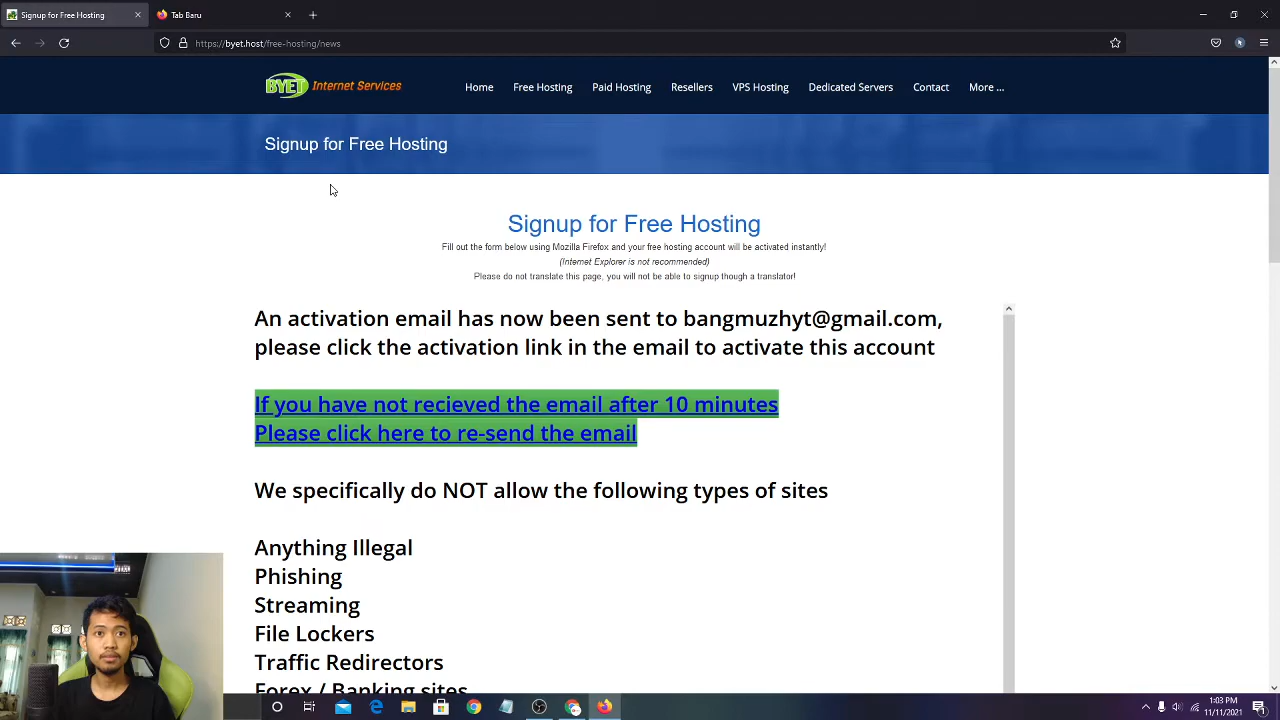 Signup for Free Hosting
Tab Baru
https://byet.host/free-hosting/news
BYET Internet Services
Home
Free Hosting
Paid Hosting
Resellers
VPS Hosting
Dedicated Servers
Contact
More ...
Signup for Free Hosting
Signup for Free Hosting
Fill out the form below using Mozilla Firefox and your free hosting account will be activated instantly!
(Internet Explorer is not recommended)
Please do not translate this page, you will not be able to signup though a translator!
An activation email has now been sent to bangmuzhyt@gmail.com,
please click the activation link in the email to activate this account
If you have not recieved the email after 10 minutes
Please click here to re-send the email
We specifically do NOT allow the following types of sites
Anything Illegal
Phishing
Streaming
File Lockers
Traffic Redirectors
Forex / Banking sites
1:03 PM
11/11/2021